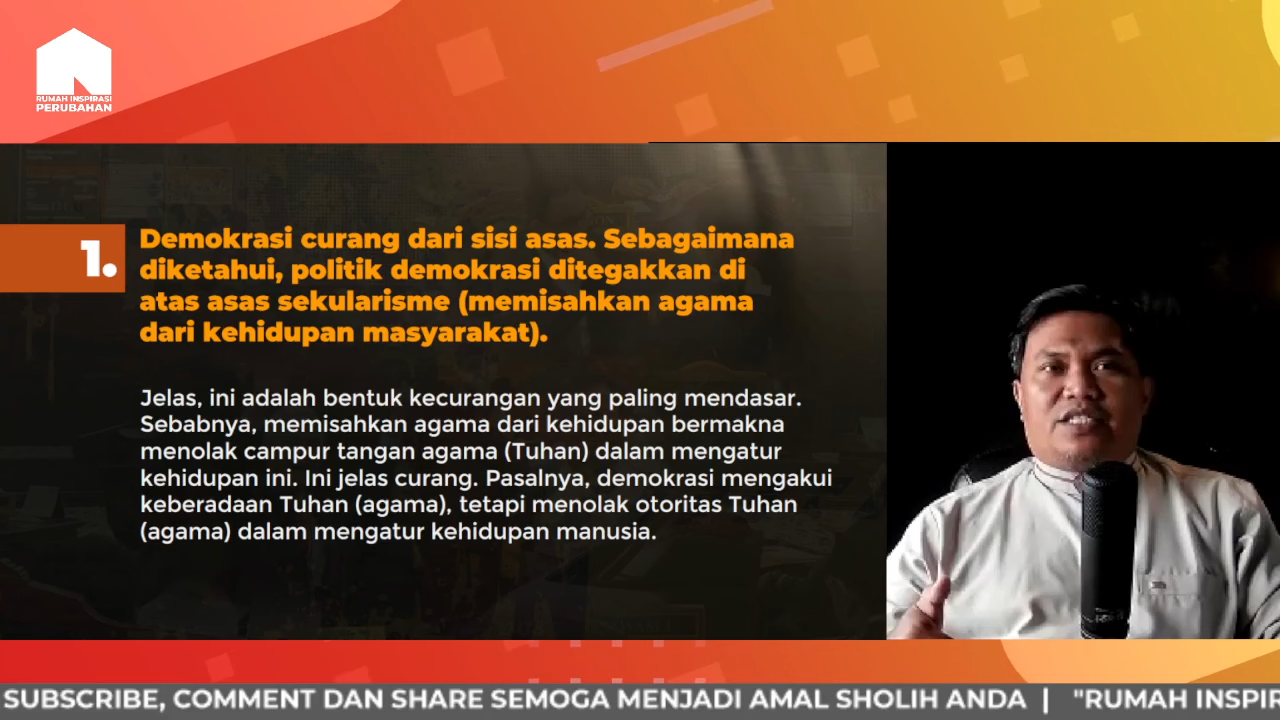 RUMAH INSPIRASI
PERUBAHAN
1.
Demokrasi curang dari sisi asas. Sebagaimana
diketahui, politik demokrasi ditegakkan di
atas asas sekularisme (memisahkan agama
dari kehidupan masyarakat).
Jelas, ini adalah bentuk kecurangan yang paling mendasar.
Sebabnya, memisahkan agama dari kehidupan bermakna
menolak campur tangan agama (Tuhan) dalam mengatur
kehidupan ini. Ini jelas curang. Pasalnya, demokrasi mengakui
keberadaan Tuhan (agama), tetapi menolak otoritas Tuhan
(agama) dalam mengatur kehidupan manusia.
SUBSCRIBE, COMMENT DAN SHARE SEMOGA MENJADI AMAL SHOLIH ANDA | "RUMAH INSPIR